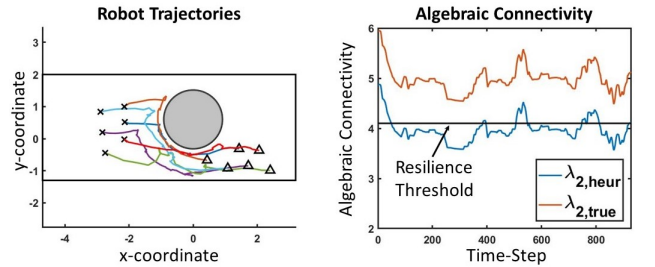 Robot Trajectories
y-coordinate
3
2
1
0
-1
-2
-4
-2
0
2
x-coordinate
Algebraic Connectivity
Algebraic Connectivity
6
5
4
3
2
0
200
400
600
800
Time-Step
Resilience
Threshold
λ2,heur
λ2,true